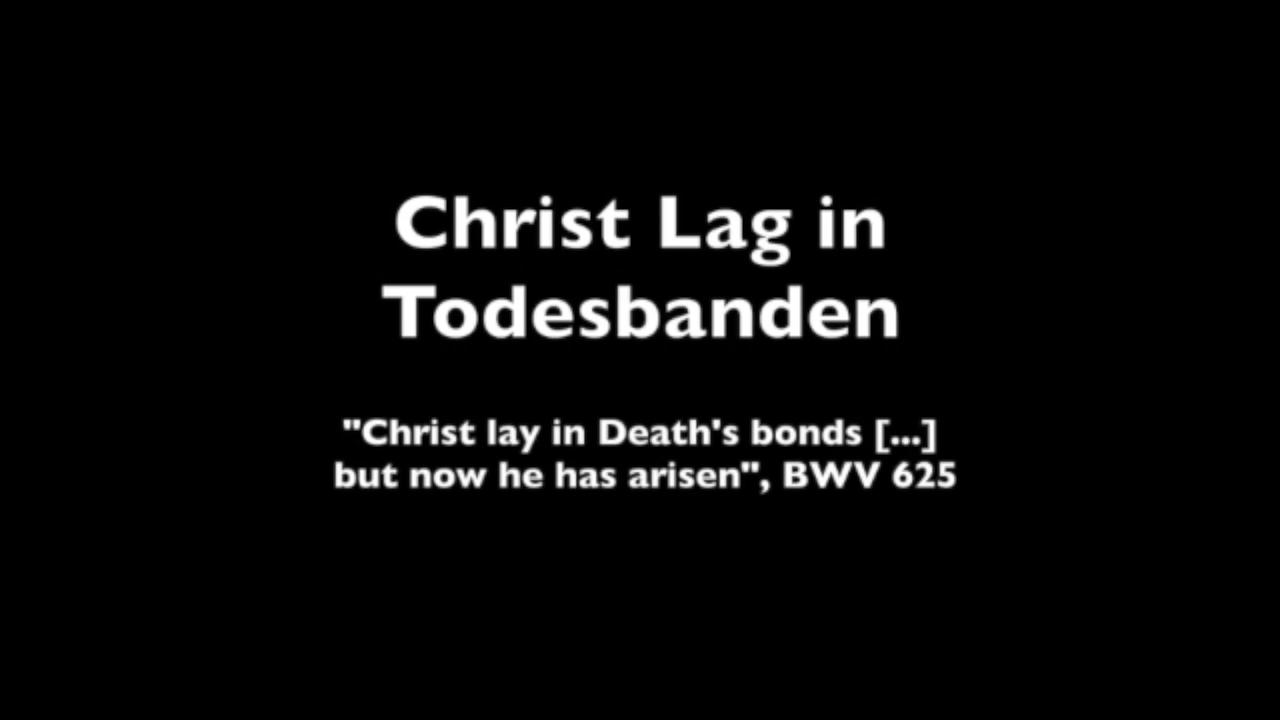 Christ Lag in
Todesbanden
"Christ lay in Death's bonds [...]
but now he has arisen", BWV 625